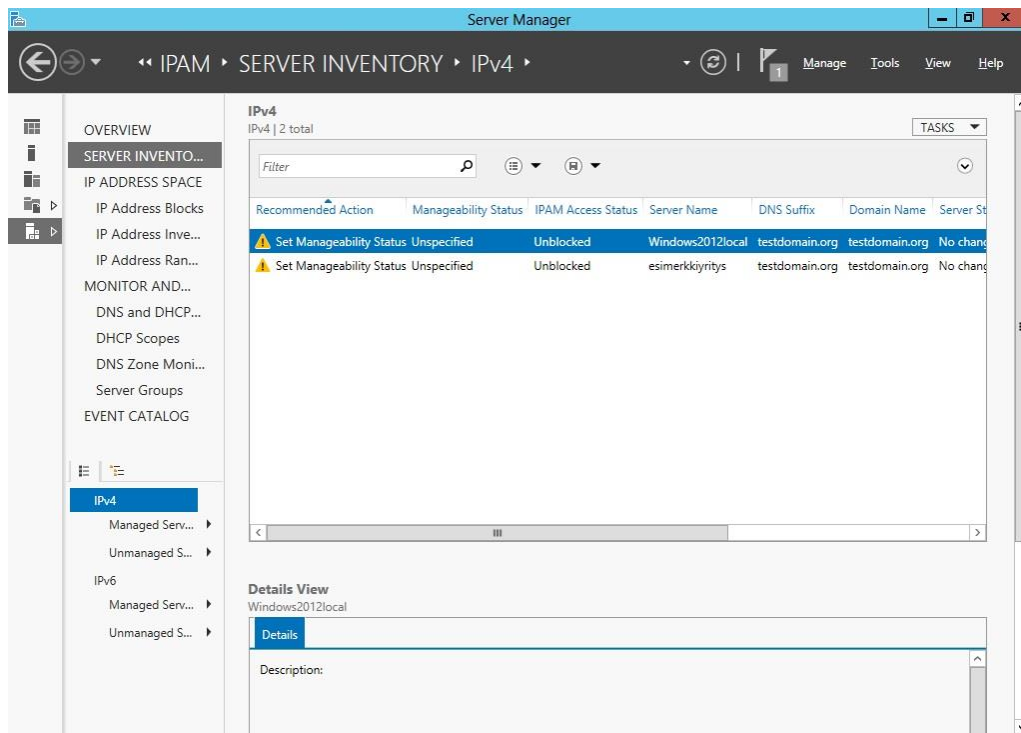 Server Manager
IPAM SERVER INVENTORY IPv4
1 Manage Tools View Help
OVERVIEW
SERVER INVENTO...
IP ADDRESS SPACE
IP Address Blocks
IP Address Inve...
IP Address Ran...
MONITOR AND...
DNS and DHCP...
DHCP Scopes
DNS Zone Moni...
Server Groups
EVENT CATALOG
IPv4
Managed Serv...
Unmanaged S...
IPv6
Managed Serv...
Unmanaged S...
IPv4
IPv4 | 2 total
TASKS
Filter
Recommended Action Manageability Status IPAM Access Status Server Name DNS Suffix Domain Name Server St
Set Manageability Status Unspecified Unblocked Windows2012local testdomain.org testdomain.org No chang
Set Manageability Status Unspecified Unblocked esimerkkiyritys testdomain.org testdomain.org No chang
Details View
Windows2012local
Details
Description: